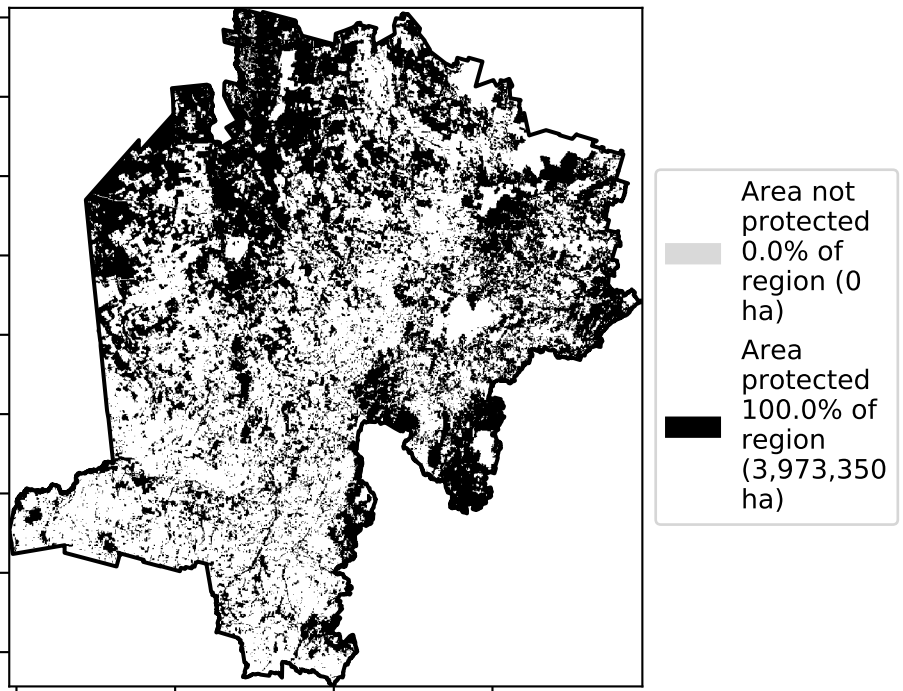 Area not
protected
0.0% of
region (0
ha)
Area
protected
100.0% of
region
(3,973,350
ha)